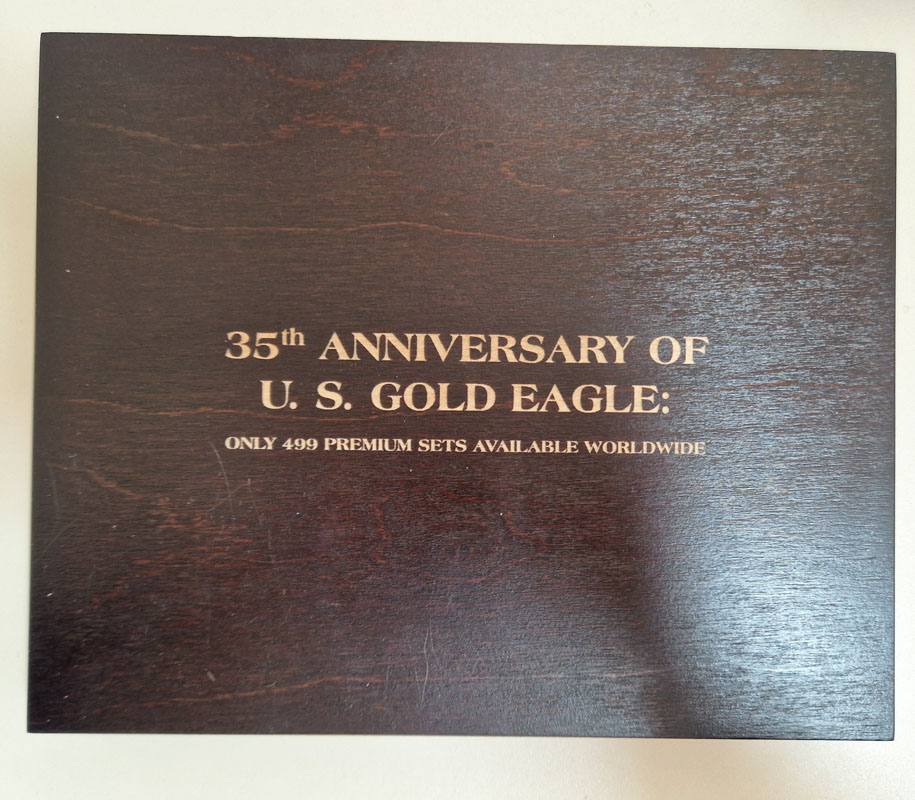 35th ANNIVERSARY OF
U. S. GOLD EAGLE:
ONLY 499 PREMIUM SETS AVAILABLE WORLDWIDE